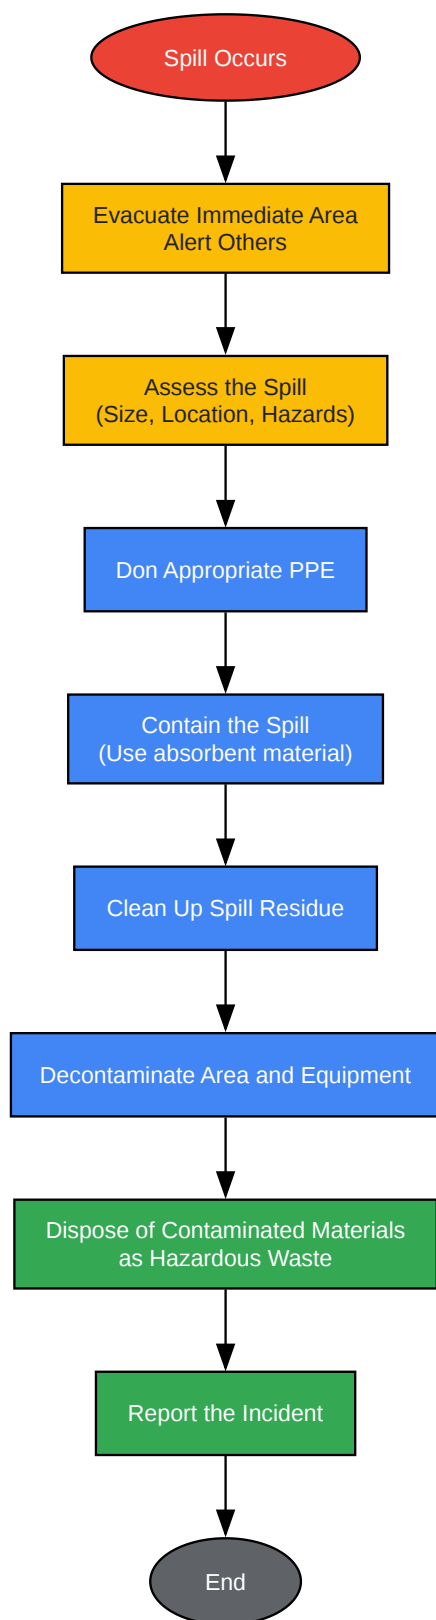 Spill Occurs
Evacuate Immediate Area
Alert Others
Assess the Spill
(Size, Location, Hazards)
Don Appropriate PPE
Contain the Spill
(Use absorbent material)
Clean Up Spill Residue
Decontaminate Area and Equipment
Dispose of Contaminated Materials
as Hazardous Waste
Report the Incident
End